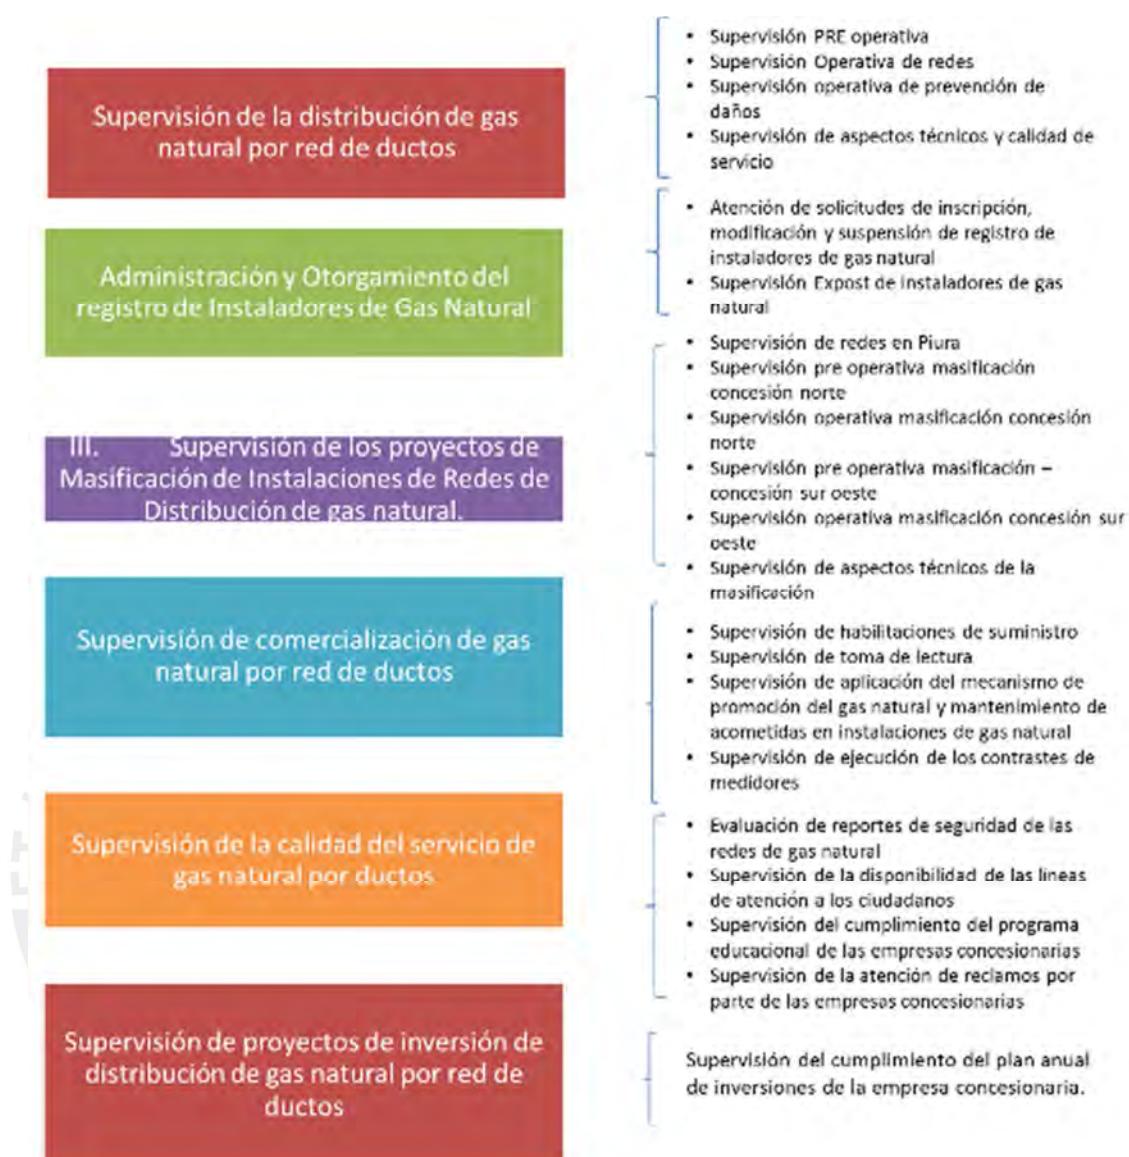 Supervisión de la distribución de gas
natural por red de ductos
• Supervisión PRE operativa
• Supervisión Operativa de redes
• Supervisión operativa de prevención de
daños
• Supervisión de aspectos técnicos y calidad de
servicio
Administración y Otorgamiento del
registro de Instaladores de Gas Natural
• Atención de solicitudes de inscripción,
modificación y suspensión de registro de
instaladores de gas natural
• Supervisión Expost de instaladores de gas
natural
III. Supervisión de los proyectos de
Masificación de Instalaciones de Redes de
Distribución de gas natural.
• Supervisión de redes en Piura
• Supervisión pre operativa masificación
concesión norte
• Supervisión operativa masificación concesión
norte
• Supervisión pre operativa masificación –
concesión sur oeste
• Supervisión operativa masificación concesión sur
oeste
• Supervisión de aspectos técnicos de la
masificación
Supervisión de comercialización de gas
natural por red de ductos
• Supervisión de habilitaciones de suministro
• Supervisión de toma de lectura
• Supervisión de aplicación del mecanismo de
promoción del gas natural y mantenimiento de
acometidas en instalaciones de gas natural
• Supervisión de ejecución de los contrastes de
medidores
Supervisión de la calidad del servicio de
gas natural por ductos
• Evaluación de reportes de seguridad de las
redes de gas natural
• Supervisión de la disponibilidad de las lineas
de atención a los ciudadanos
• Supervisión del cumplimiento del programa
educacional de las empresas concesionarias
• Supervisión de la atención de reclamos por
parte de las empresas concesionarias
Supervisión de proyectos de inversión de
distribución de gas natural por red de
ductos
Supervisión del cumplimiento del plan anual
de inversiones de la empresa concesionaria.